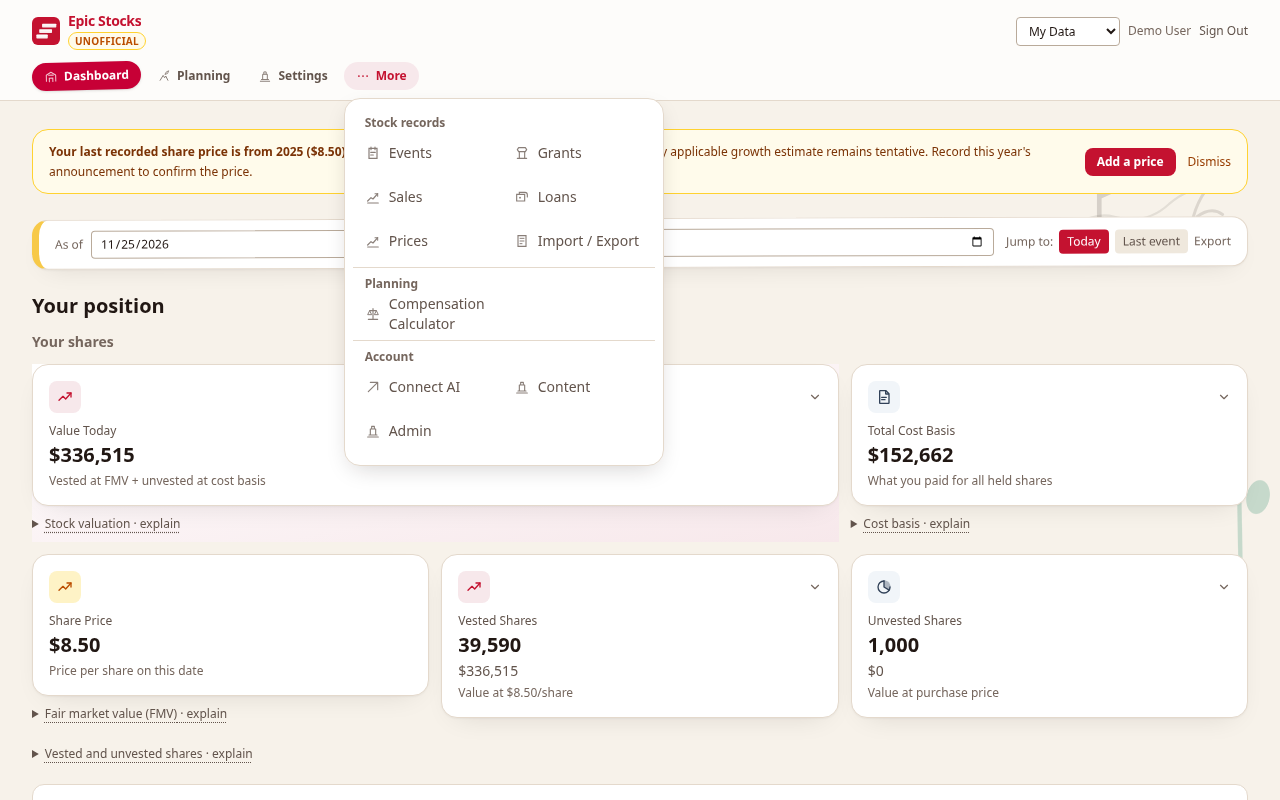 Epic Stocks
UNOFFICIAL
My Data
Demo User
Sign Out
Dashboard
Planning
Settings
More
Stock records
Events
Grants
Sales
Loans
Prices
Import / Export
Planning
Compensation
Calculator
Account
Connect AI
Content
Admin
Your last recorded share price is from 2025 ($8.50)
applicable growth estimate remains tentative. Record this year's
announcement to confirm the price.
Add a price
Dismiss
As of
11/25/2026
Jump to:
Today
Last event
Export
Your position
Your shares
Value Today
$336,515
Vested at FMV + unvested at cost basis
Total Cost Basis
$152,662
What you paid for all held shares
Stock valuation · explain
Cost basis · explain
Share Price
$8.50
Price per share on this date
Vested Shares
39,590
$336,515
Value at $8.50/share
Unvested Shares
1,000
$0
Value at purchase price
Fair market value (FMV) · explain
Vested and unvested shares · explain